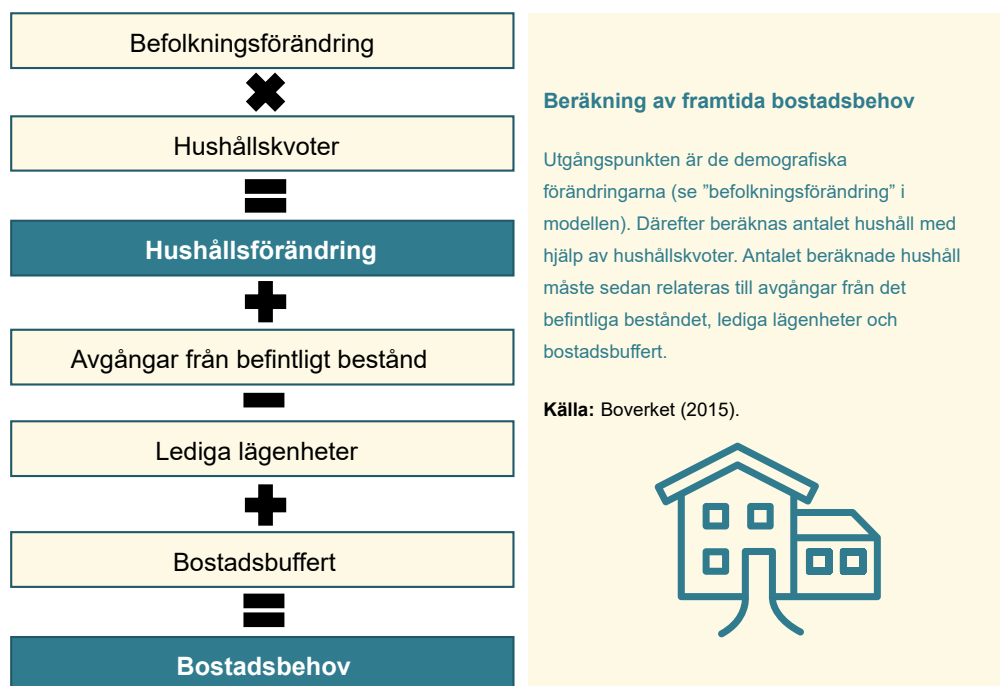 Befolkningsförändring
Hushållskvoter
Hushållsförändring
Avgångar från befintligt bestånd
Lediga lägenheter
Bostadsbuffert
Bostadsbehov
Beräkning av framtida bostadsbehov
Utgångspunkten är de demografiska
förändringarna (se ”befolkningsförändring” i
modellen). Därefter beräknas antalet hushåll med
hjälp av hushållskvoter. Antalet beräknade hushåll
måste sedan relateras till avgångar från det
befintliga beståndet, lediga lägenheter och
bostadsbuffert.
Källa: Boverket (2015).